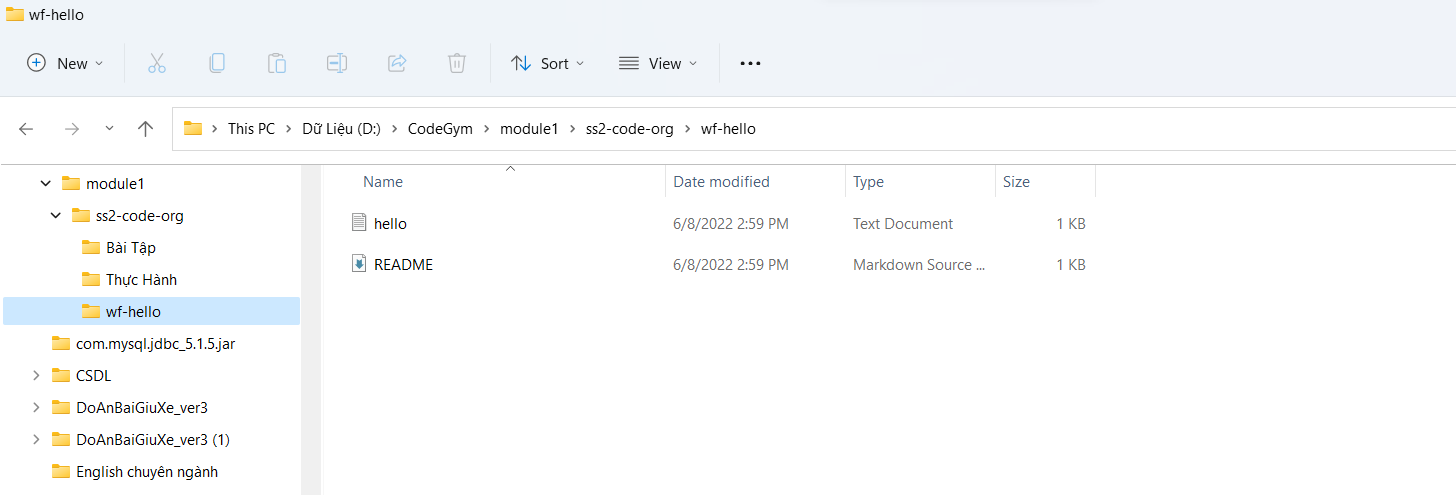 wf-hello
New Sort View
This PC Dữ Liệu (D:) CodeGym module1 ss2-code-org wf-hello
module1
ss2-code-org
Bài Tập
Thực Hành
wf-hello
com.mysql.jdbc_5.1.5.jar
CSDL
DoAnBaiGiuXe_ver3
DoAnBaiGiuXe_ver3 (1)
English chuyên ngành
Name Date modified Type Size
hello 6/8/2022 2:59 PM Text Document 1 KB
README 6/8/2022 2:59 PM Markdown Source ... 1 KB